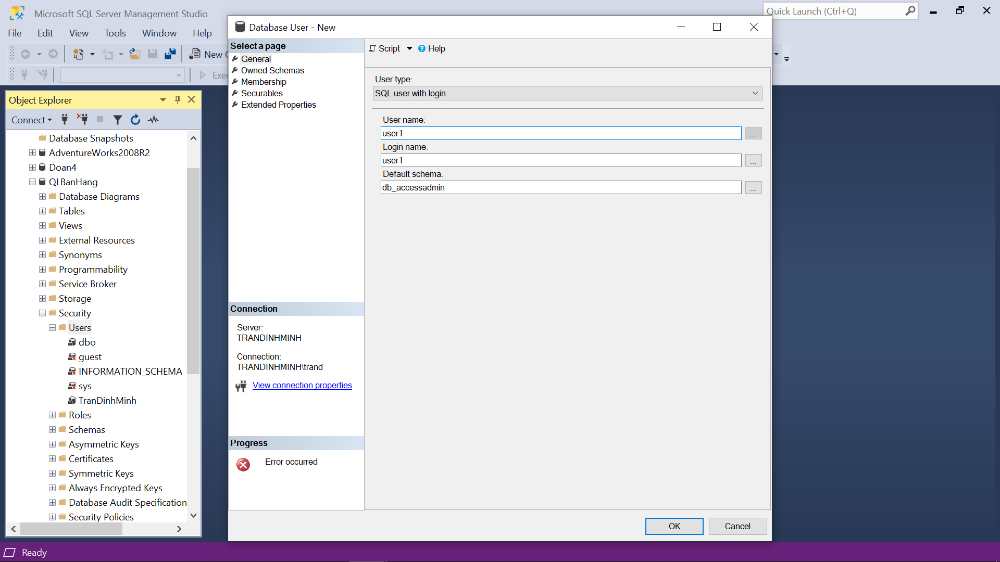 Microsoft SQL Server Management Studio
Quick Launch (Ctrl+Q)
File Edit View Tools Window Help
New
Exec
Object Explorer
Connect
Database Snapshots
AdventureWorks2008R2
Doan4
QLBanHang
Database Diagrams
Tables
Views
External Resources
Synonyms
Programmability
Service Broker
Storage
Security
Users
dbo
guest
INFORMATION_SCHEMA
sys
TranDinhMinh
Roles
Schemas
Asymmetric Keys
Certificates
Symmetric Keys
Always Encrypted Keys
Database Audit Specification
Security Policies
Database User - New
Select a page
General
Owned Schemas
Membership
Securables
Extended Properties
Connection
Server:
TRANDINHMINH
Connection:
TRANDINHMINH\trand
View connection properties
Progress
Error occurred
Script Help
User type:
SQL user with login
User name:
user1
...
Login name:
user1
...
Default schema:
db_accessadmin
...
OK Cancel
Ready